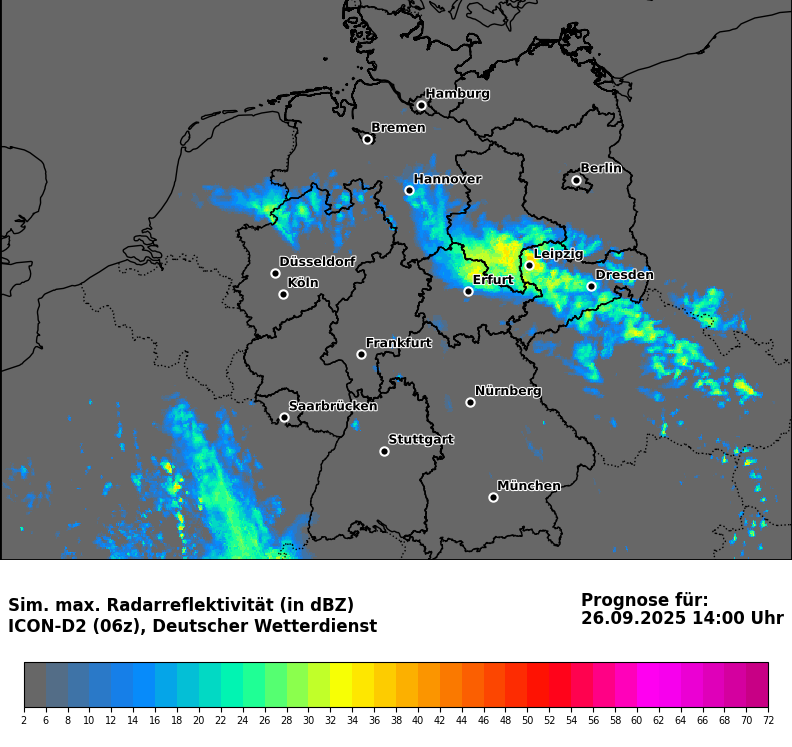 Hamburg
Bremen
Berlin
Hannover
Leipzig
Düsseldorf
Dresden
Köln
Erfurt
Frankfurt
Nürnberg
Saarbrücken
Stuttgart
München
Sim. max. Radarreflektivität (in dBZ)
ICON-D2 (06z), Deutscher Wetterdienst
Prognose für:
26.09.2025 14:00 Uhr
2 6 8 10 12 14 16 18 20 22 24 26 28 30 32 34 36 38 40 42 44 46 48 50 52 54 56 58 60 62 64 66 68 70 72